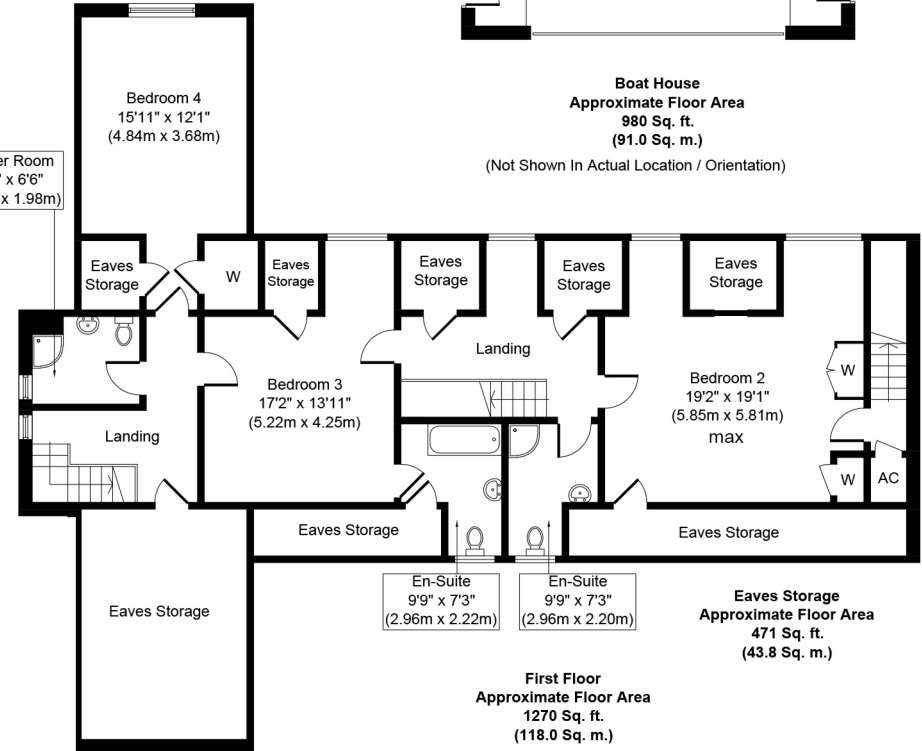 Boat House
Approximate Floor Area
980 Sq. ft.
(91.0 Sq. m.)
(Not Shown In Actual Location / Orientation)
Bedroom 4
15'11" x 12'1"
(4.84m x 3.68m)
Room
x 6'6"
x 1.98m)
Eaves
Storage
W
Eaves
Storage
Eaves
Storage
Eaves
Storage
Eaves
Storage
Landing
Bedroom 3
17'2" x 13'11"
(5.22m x 4.25m)
Bedroom 2
19'2" x 19'1"
(5.85m x 5.81m)
max
W
Landing
W
AC
Eaves Storage
Eaves Storage
Eaves Storage
En-Suite
9'9" x 7'3"
(2.96m x 2.22m)
En-Suite
9'9" x 7'3"
(2.96m x 2.20m)
Eaves Storage
Approximate Floor Area
471 Sq. ft.
(43.8 Sq. m.)
First Floor
Approximate Floor Area
1270 Sq. ft.
(118.0 Sq. m.)